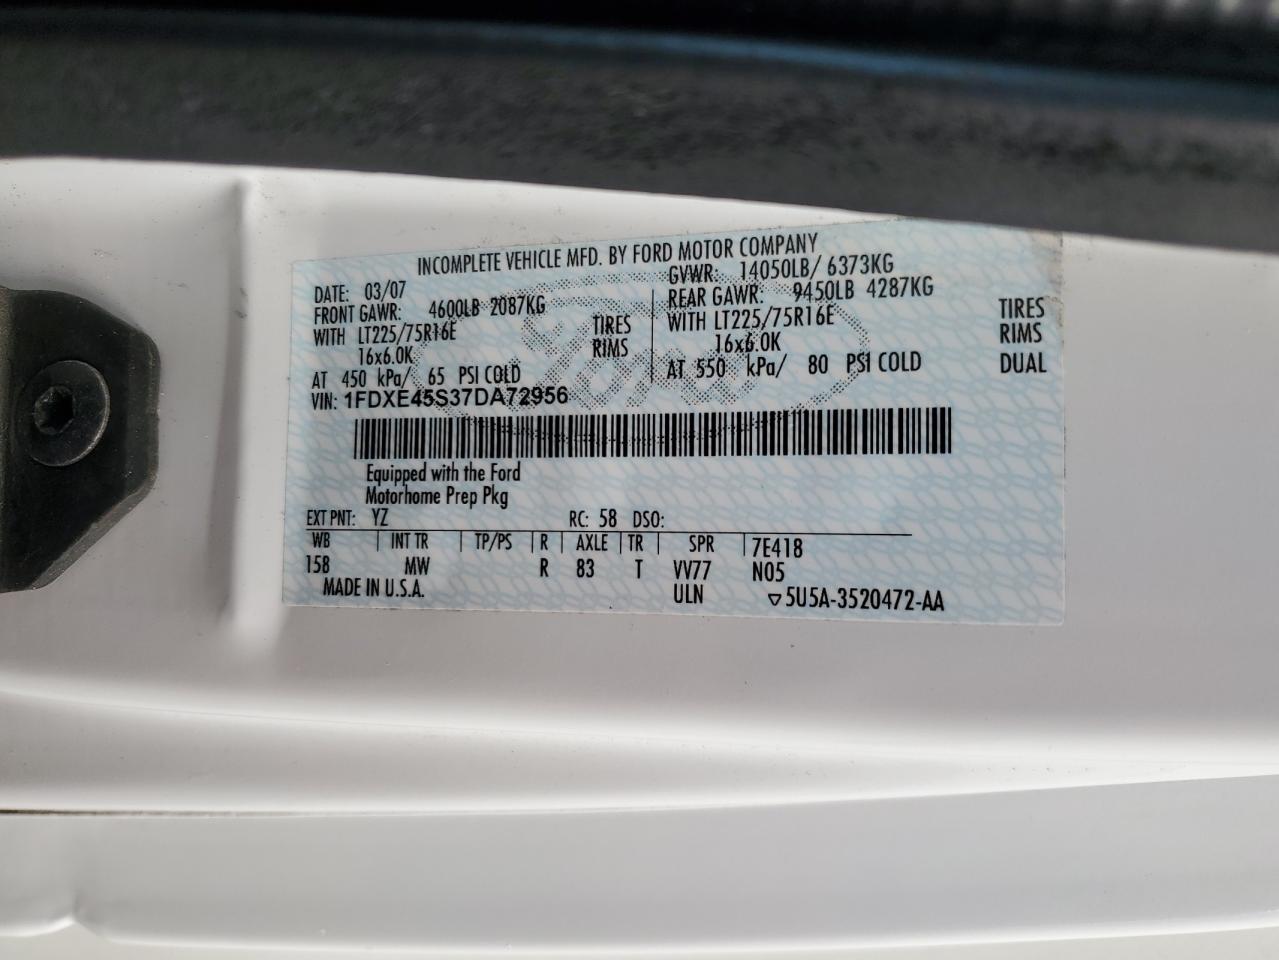 INCOMPLETE VEHICLE MFD. BY FORD MOTOR COMPANY
DATE: 03/07 GVWR: 14050LB/ 6373KG
FRONT GAWR: 4600LB 2087KG REAR GAWR: 9450LB 4287KG
WITH LT225/75R16E TIRES WITH LT225/75R16E TIRES
16x6.0K RIMS 16x6.0K RIMS
AT 450 kPa/ 65 PSI COLD AT 550 kPa/ 80 PSI COLD DUAL
VIN: 1FDXE45S37DA72956
Equipped with the Ford
Motorhome Prep Pkg
EXT PNT: YZ RC: 58 DSO:
WB INT TR TP/PS R AXLE TR SPR 7E418
158 MW R 83 T VV77 N05
MADE IN U.S.A. ULN ▽5U5A-3520472-AA